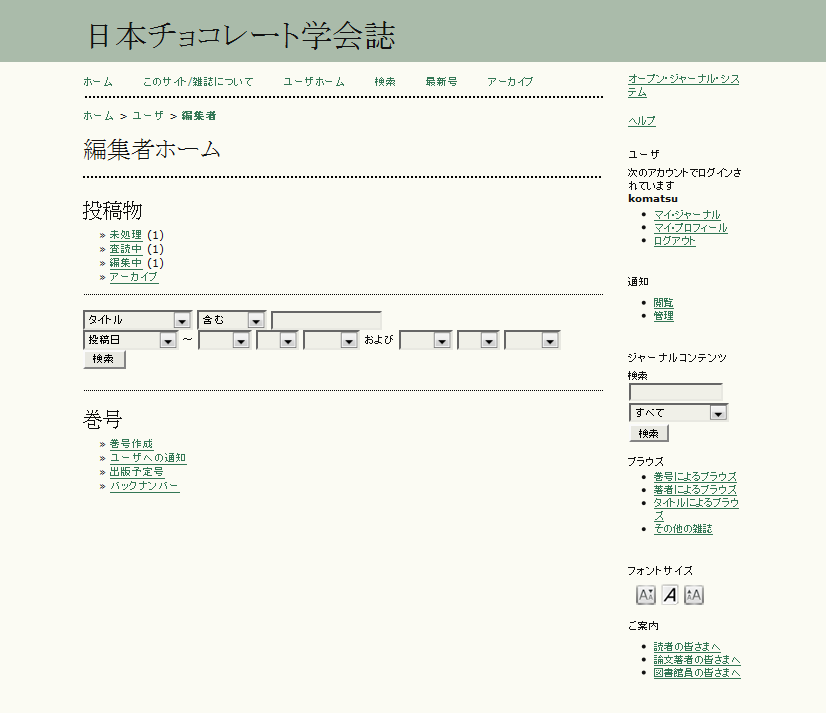 日本チョコレート学会誌
ホーム このサイト/雑誌について ユーザホーム 検索 最新号 アーカイブ
ホーム > ユーザ > 編集者
編集者ホーム
投稿物
» 未処理 (1)
» 査読中 (1)
» 編集中 (1)
» アーカイブ
タイトル 含む
投稿日 ～ および
検索
巻号
» 巻号作成
» ユーザへの通知
» 出版予定号
» バックナンバー
オープン・ジャーナル・シス
テム
ヘルプ
ユーザ
次のアカウントでログインさ
れています
komatsu
マイ・ジャーナル
マイ・プロフィール
ログアウト
通知
閲覧
管理
ジャーナルコンテンツ
検索
すべて
検索
ブラウズ
巻号によるブラウズ
著者によるブラウズ
タイトルによるブラウ
ズ
その他の雑誌
フォントサイズ
AA A AA
ご案内
読者の皆さまへ
論文著者の皆さまへ
図書館員の皆さまへ